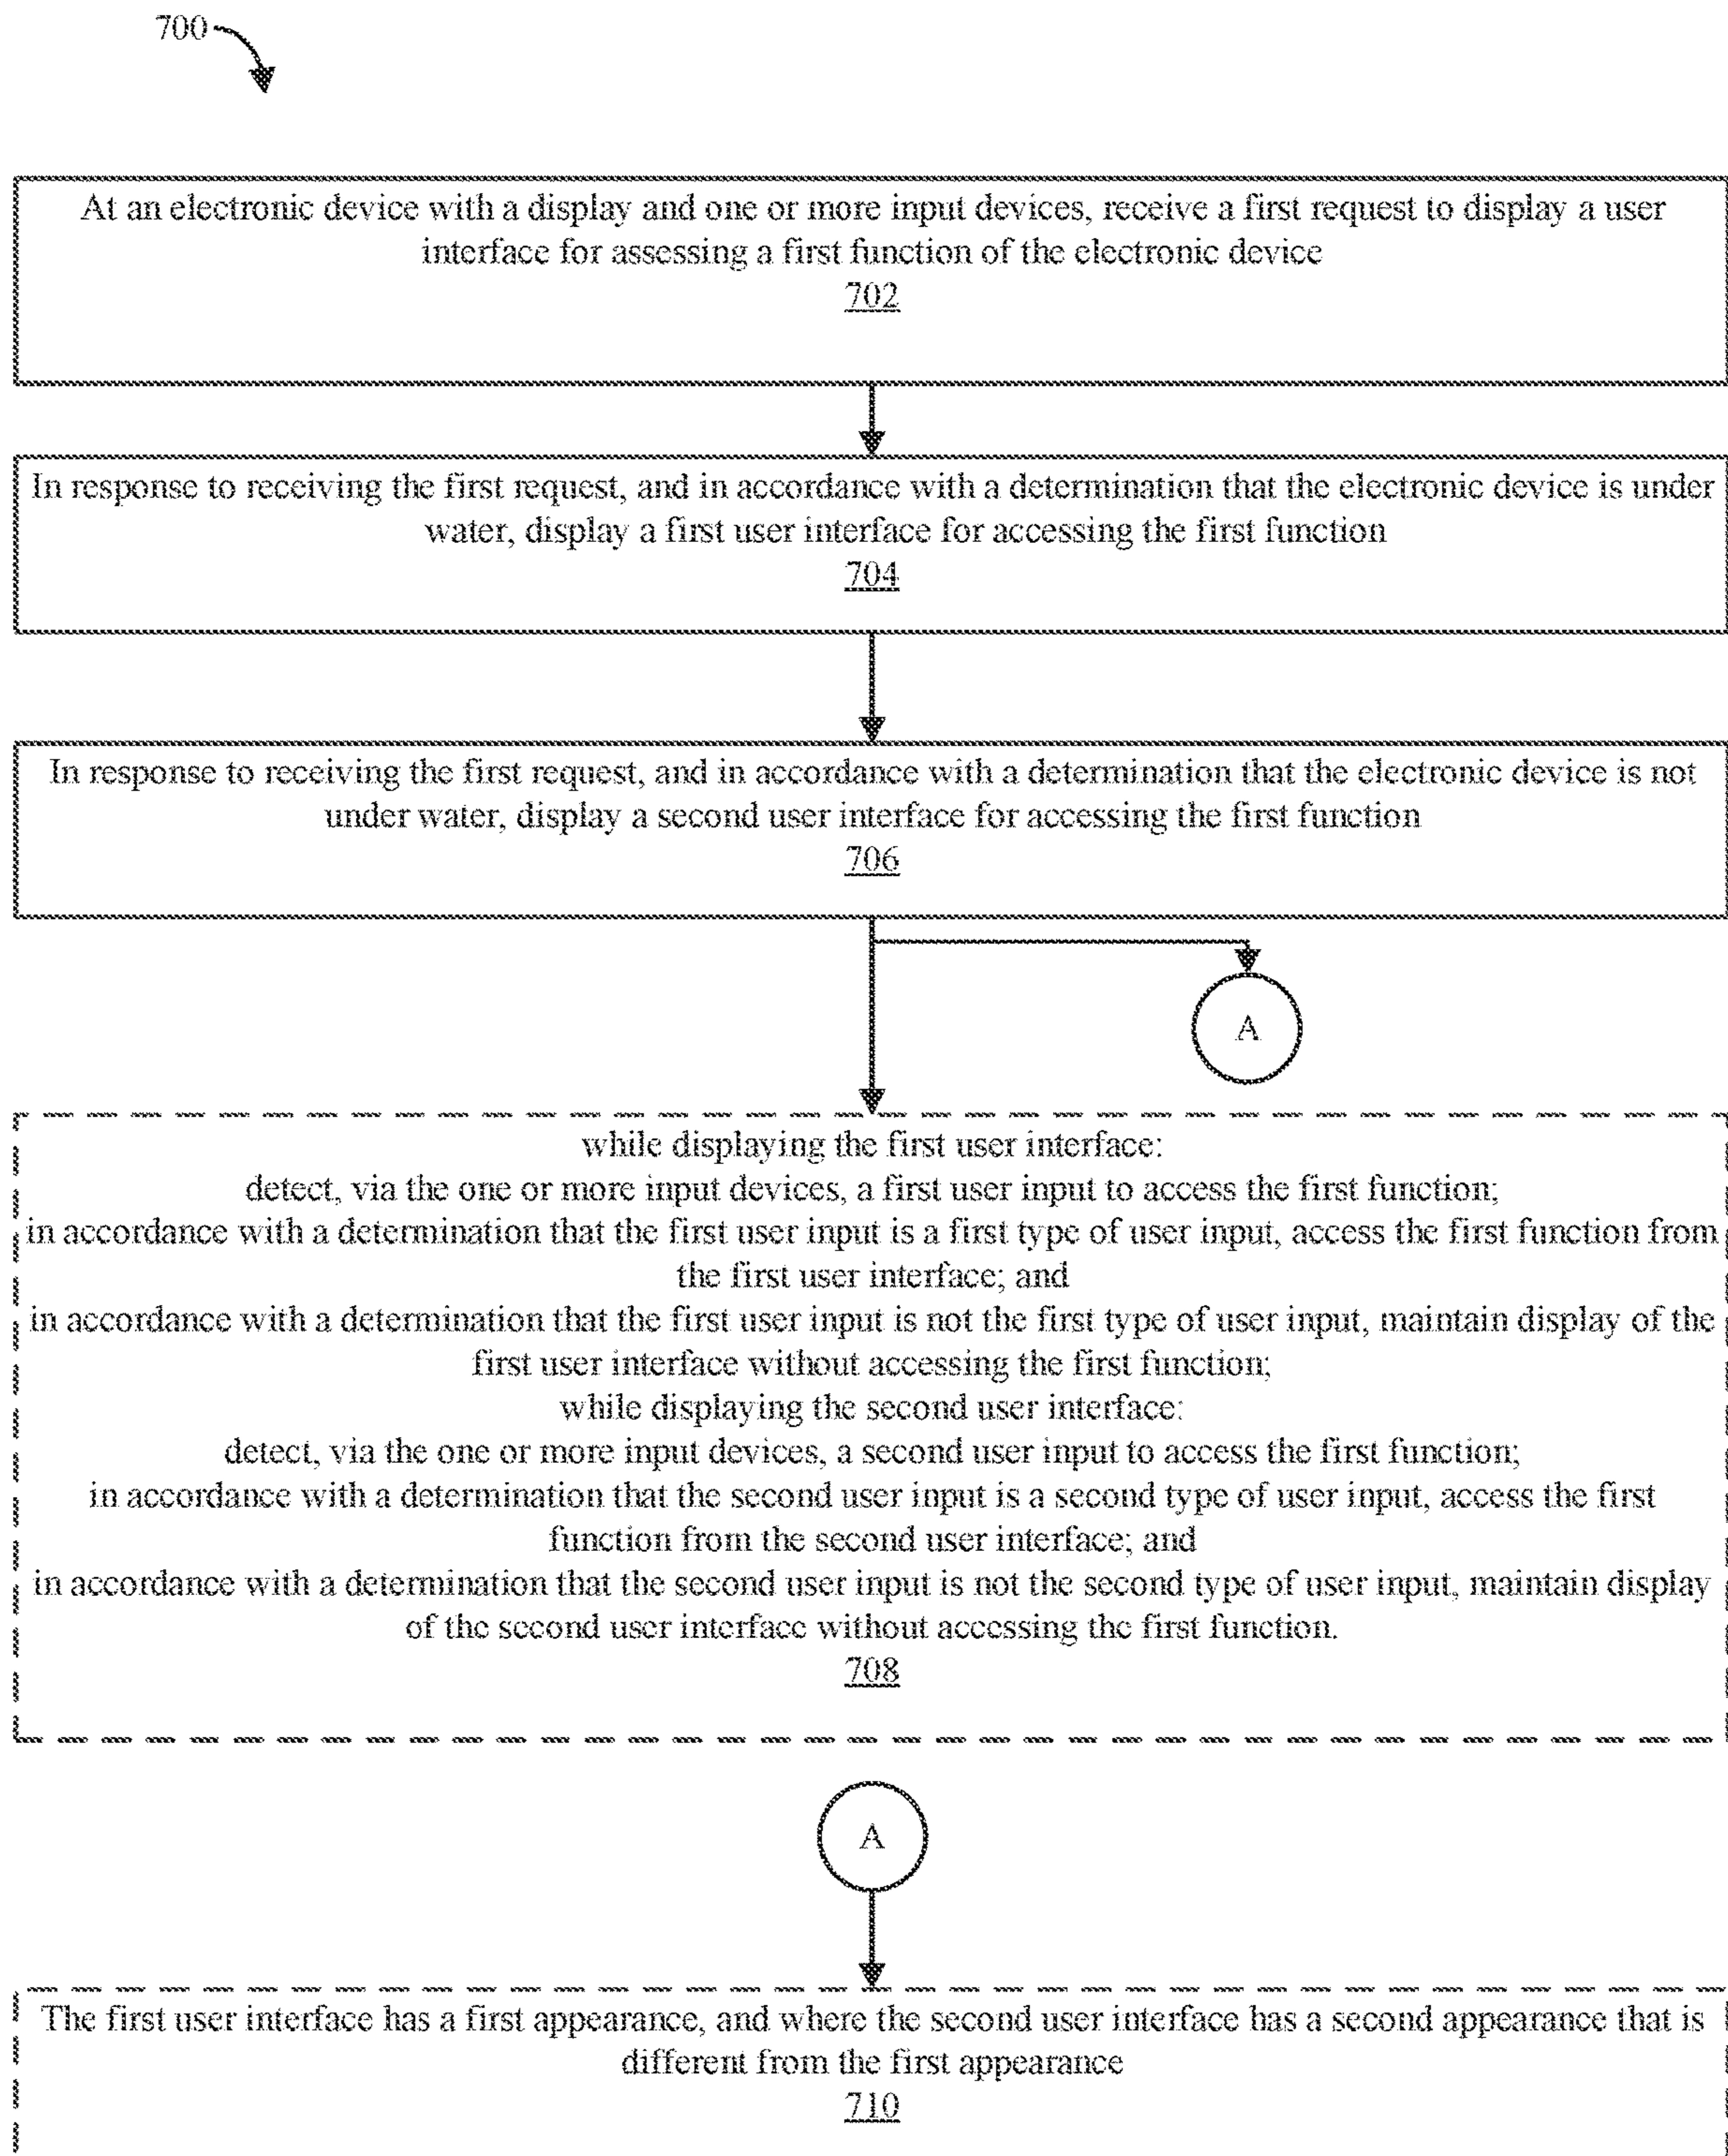 700
At an electronic device with a display and one or more input devices, receive a first request to display a user
interface for assessing a first function of the electronic device
702
In response to receiving the first request, and in accordance with a determination that the electronic device is under
water, display a first user interface for accessing the first function
704
In response to receiving the first request, and in accordance with a determination that the electronic device is not
under water, display a second user interface for accessing the first function
706
A
while displaying the first user interface:
detect, via the one or more input devices, a first user input to access the first function;
in accordance with a determination that the first user input is a first type of user input, access the first function from
the first user interface; and
in accordance with a determination that the first user input is not the first type of user input, maintain display of the
first user interface without accessing the first function;
while displaying the second user interface:
detect, via the one or more input devices, a second user input to access the first function;
in accordance with a determination that the second user input is a second type of user input, access the first
function from the second user interface; and
in accordance with a determination that the second user input is not the second type of user input, maintain display
of the second user interface without accessing the first function.
708
A
The first user interface has a first appearance, and where the second user interface has a second appearance that is
different from the first appearance
710